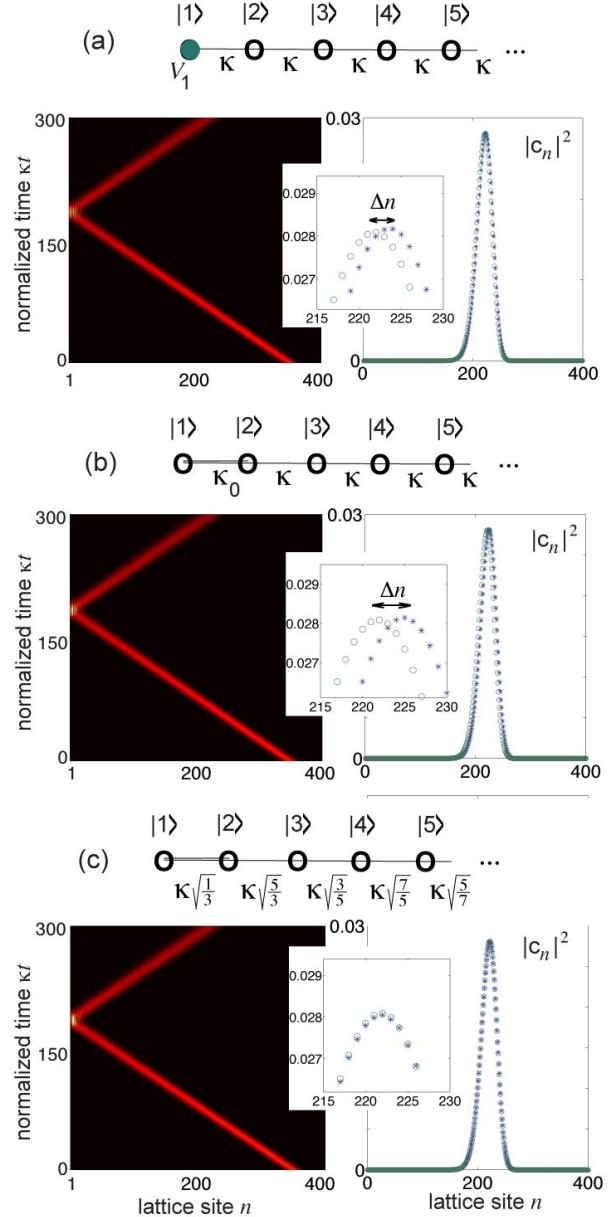 (a)
|1⟩ |2⟩ |3⟩ |4⟩ |5⟩
V₁ κ κ κ κ κ ...
normalized time κt
300
150
0
1 200 400
0.03
|cₙ|²
0
0 200 400
0.029
0.028
0.027
Δn
215 220 225 230
(b)
|1⟩ |2⟩ |3⟩ |4⟩ |5⟩
κ₀ κ κ κ κ ...
normalized time κt
300
150
0
1 200 400
0.03
|cₙ|²
0
0 200 400
0.029
0.028
0.027
Δn
215 220 225 230
(c)
|1⟩ |2⟩ |3⟩ |4⟩ |5⟩
...
κ√(1/3) κ√(5/3) κ√(3/5) κ√(7/5) κ√(5/7)
normalized time κt
300
150
0
1 200 400
lattice site n
0.03
|cₙ|²
0
0 200 400
lattice site n
0.029
0.028
0.027
215 220 225 230